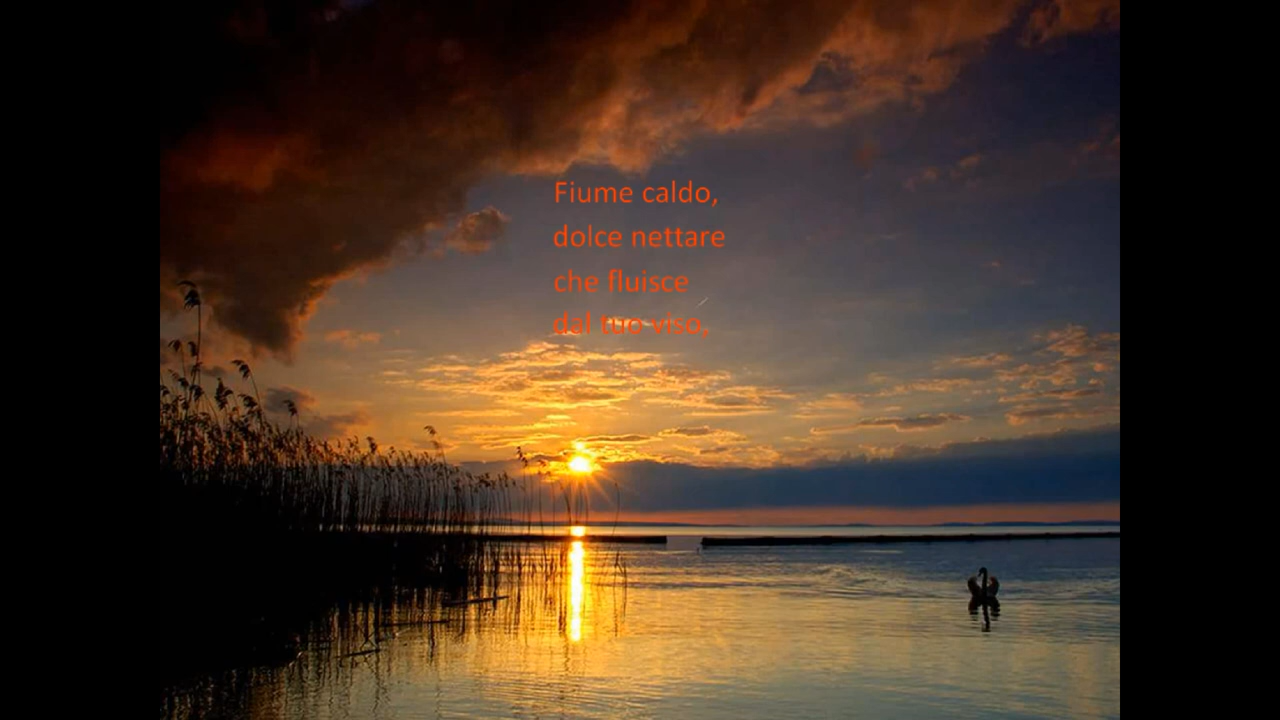 Fiume caldo,
dolce nettare
che fluisce
dal tuo viso,